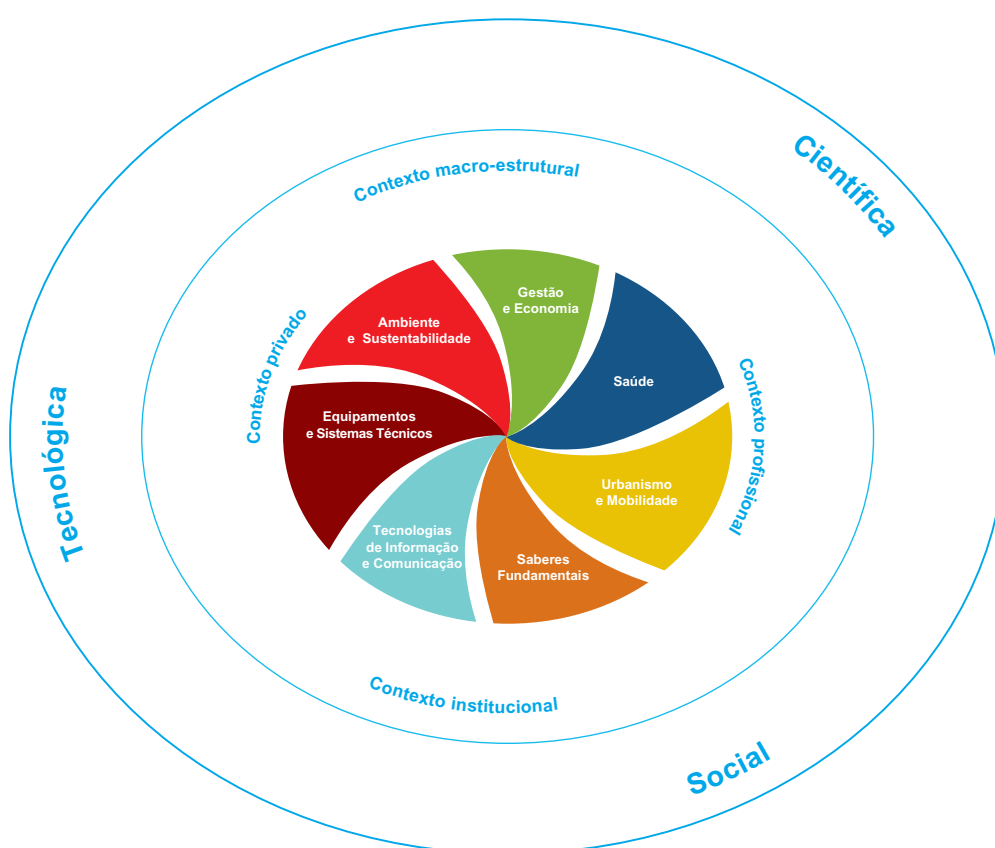 Científica
Contexto macro-estrutural
Gestão
e Economia
Ambiente
e Sustentabilidade
Contexto privado
Saúde
Contexto profissional
Tecnológica
Equipamentos
e Sistemas Técnicos
Urbanismo
e Mobilidade
Tecnologias
de Informação
e Comunicação
Saberes
Fundamentais
Contexto institucional
Social